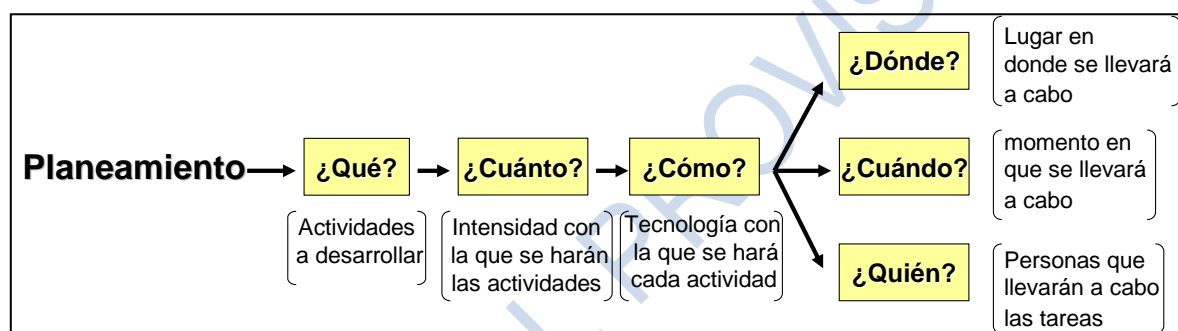 Planeamiento
¿Qué?
Actividades
a desarrollar
¿Cuánto?
Intensidad con
la que se harán
las actividades
¿Cómo?
Tecnología con
la que se hará
cada actividad
¿Dónde?
Lugar en
donde se llevará
a cabo
¿Cuándo?
momento en
que se llevará
a cabo
¿Quién?
Personas que
llevarán a cabo
las tareas